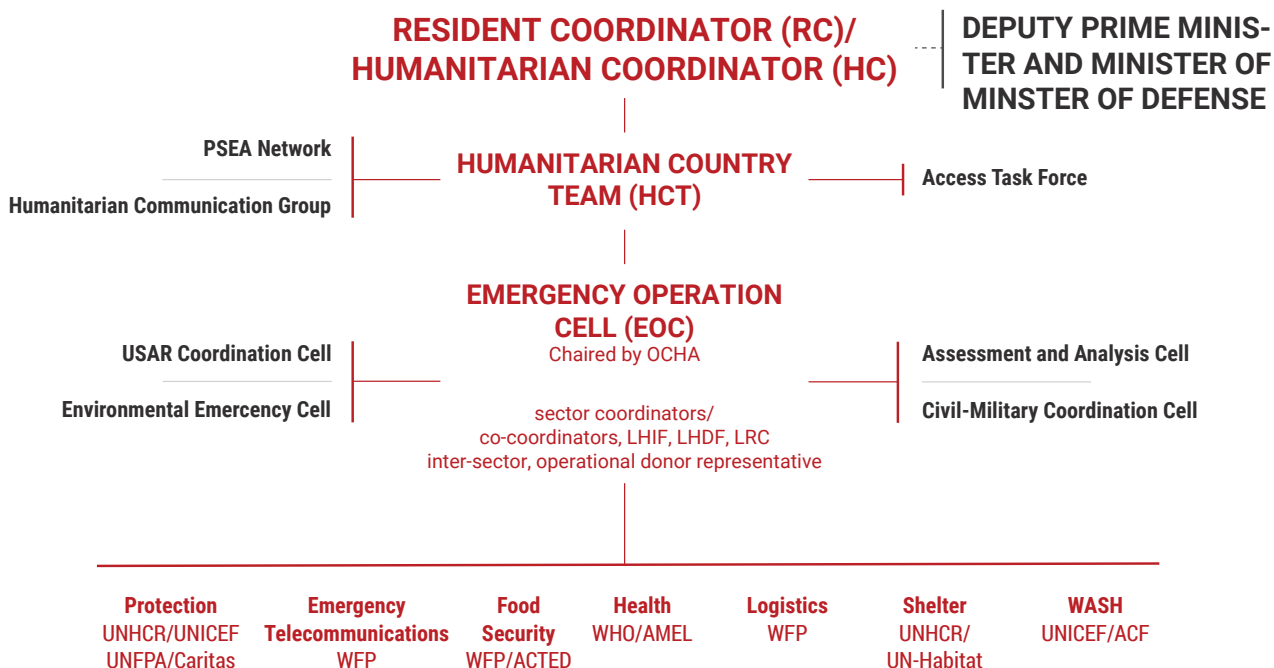 RESIDENT COORDINATOR (RC)/
HUMANITARIAN COORDINATOR (HC)
DEPUTY PRIME MINIS-
TER AND MINISTER OF
MINSTER OF DEFENSE
PSEA Network
Humanitarian Communication Group
HUMANITARIAN COUNTRY
TEAM (HCT)
Access Task Force
EMERGENCY OPERATION
CELL (EOC)
Chaired by OCHA
USAR Coordination Cell
Environmental Emercency Cell
Assessment and Analysis Cell
Civil-Military Coordination Cell
sector coordinators/
co-coordinators, LHIF, LHDF, LRC
inter-sector, operational donor representative
Protection
UNHCR/UNICEF
UNFPA/Caritas
Emergency
Telecommunications
WFP
Food
Security
WFP/ACTED
Health
WHO/AMEL
Logistics
WFP
Shelter
UNHCR/
UN-Habitat
WASH
UNICEF/ACF